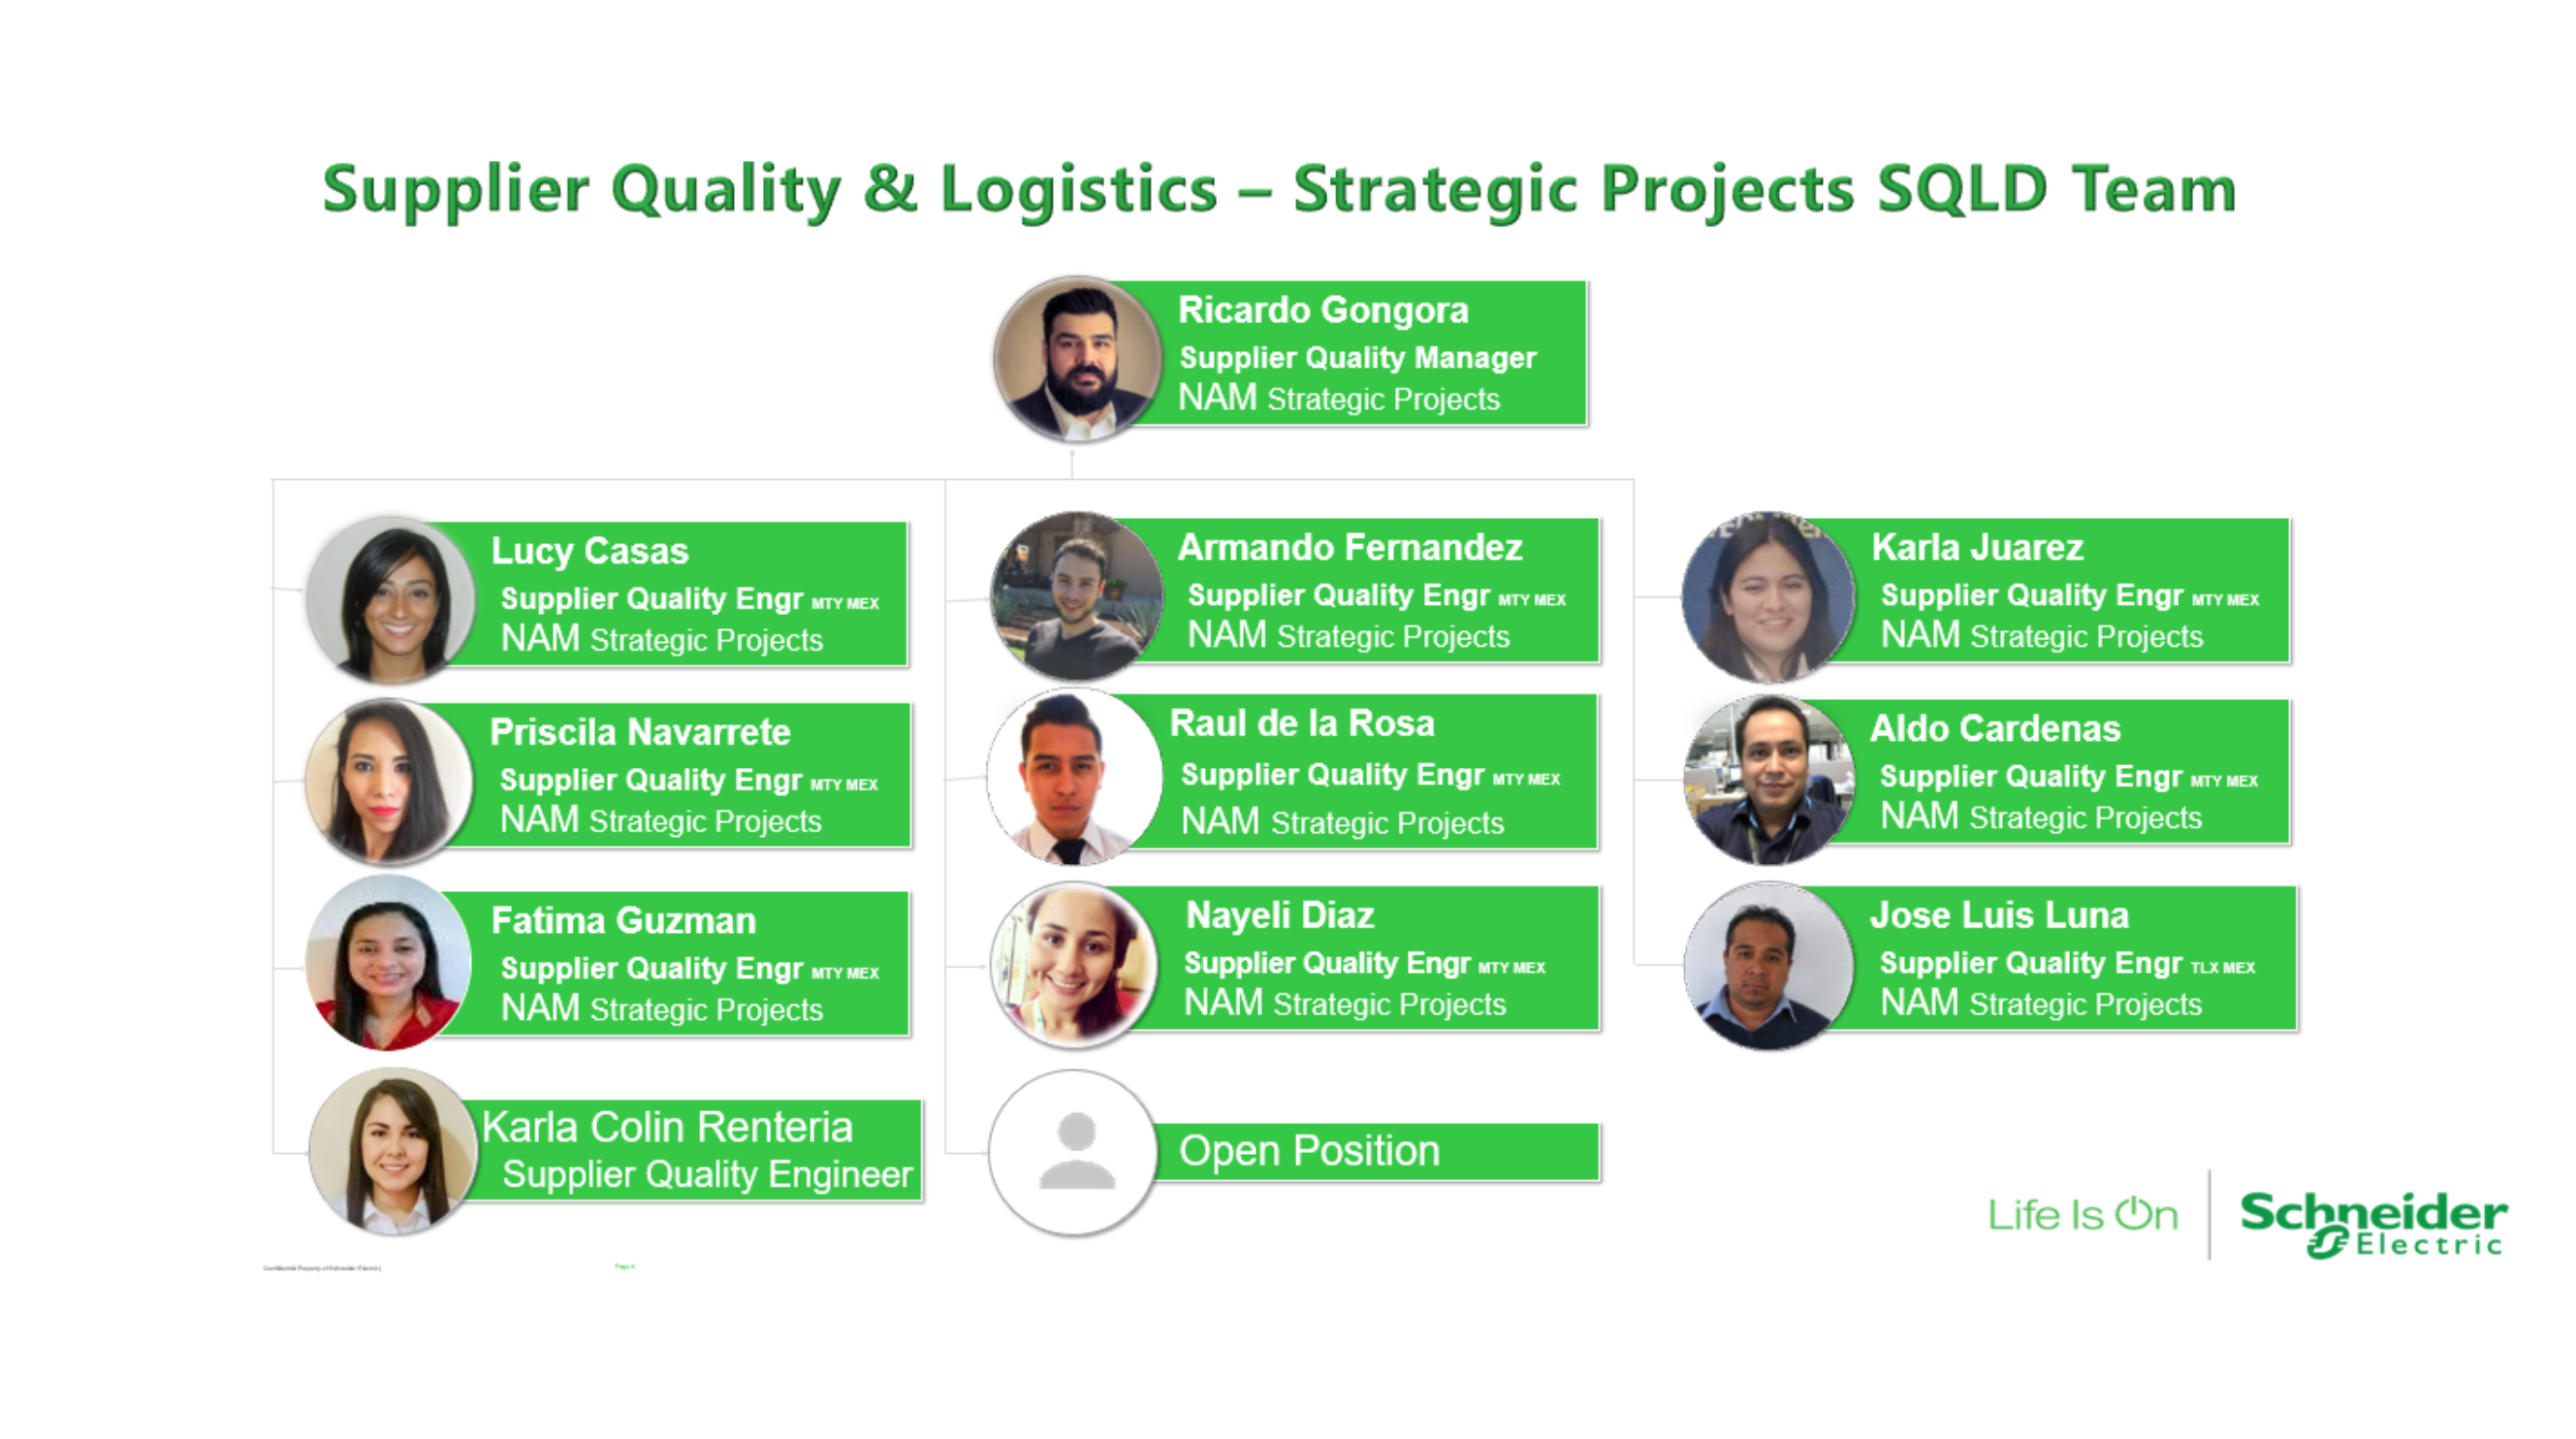 Supplier Quality & Logistics – Strategic Projects SQLD Team
Ricardo Gongora
Supplier Quality Manager
NAM Strategic Projects
Lucy Casas
Supplier Quality Engr MTY MEX
NAM Strategic Projects
Priscila Navarrete
Supplier Quality Engr MTY MEX
NAM Strategic Projects
Fatima Guzman
Supplier Quality Engr MTY MEX
NAM Strategic Projects
Karla Colin Renteria
Supplier Quality Engineer
Armando Fernandez
Supplier Quality Engr MTY MEX
NAM Strategic Projects
Raul de la Rosa
Supplier Quality Engr MTY MEX
NAM Strategic Projects
Nayeli Diaz
Supplier Quality Engr MTY MEX
NAM Strategic Projects
Open Position
Karla Juarez
Supplier Quality Engr MTY MEX
NAM Strategic Projects
Aldo Cardenas
Supplier Quality Engr MTY MEX
NAM Strategic Projects
Jose Luis Luna
Supplier Quality Engr TLX MEX
NAM Strategic Projects
Life Is On
Schneider
Electric
Confidential Property of Schneider Electric |